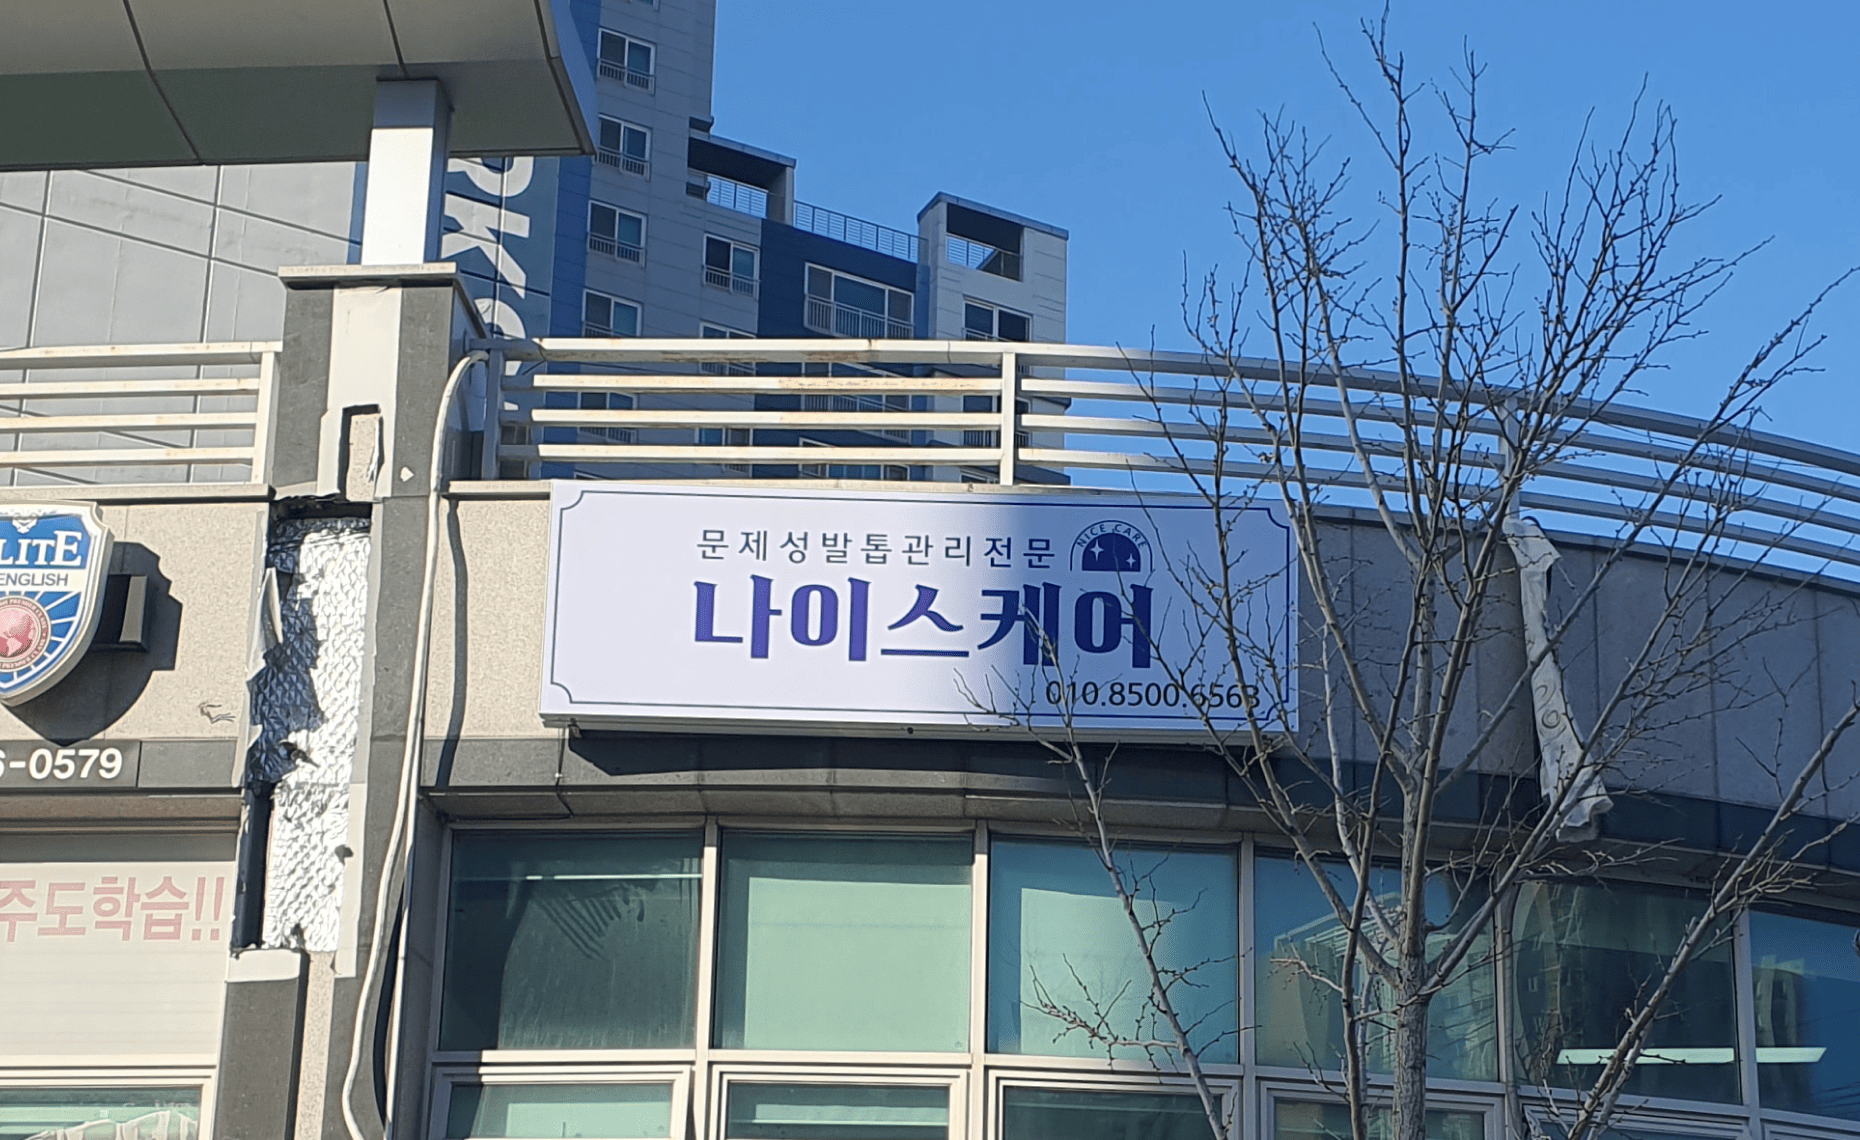 문제성발톱관리전문
NICE CARE
나이스케어
010.8500.6563
ENGLISH
-0579
주도학습!!